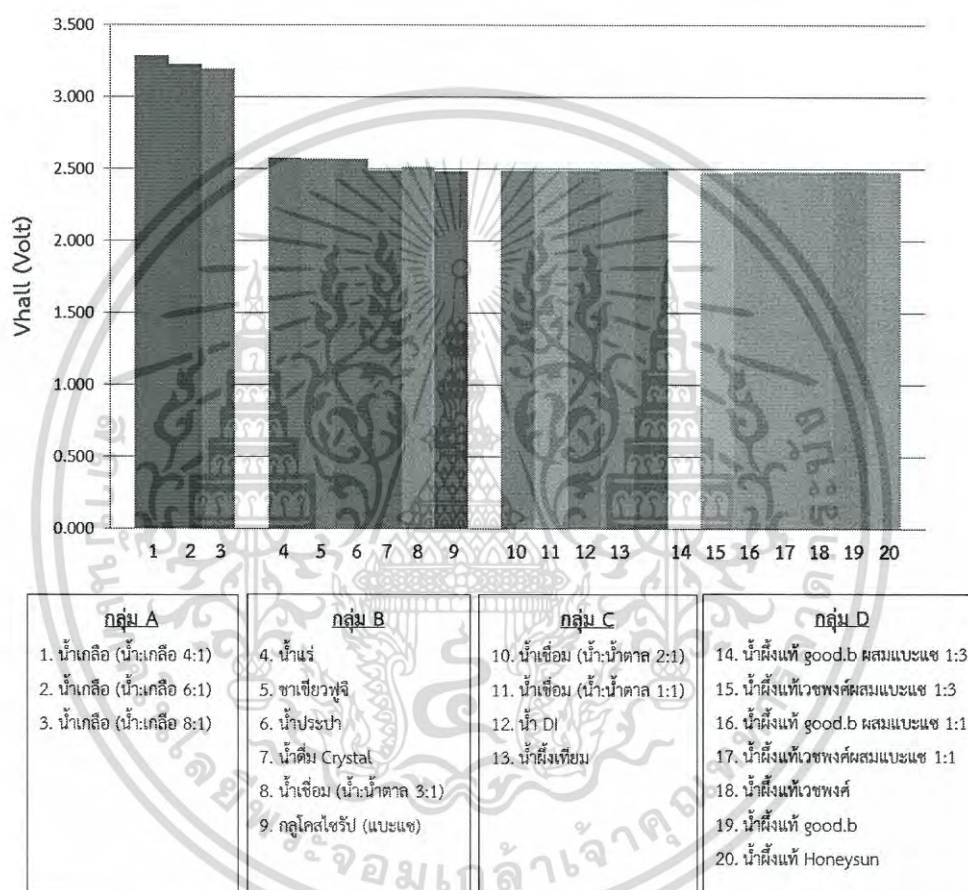 3.500
3.000
2.500
2.000
1.500
1.000
0.500
0.000
Vhall (Volt)
1 2 3 4 5 6 7 8 9 10 11 12 13 14 15 16 17 18 19 20
กลุ่ม A
1. น้ำเกลือ (น้ำ:เกลือ 4:1)
2. น้ำเกลือ (น้ำ:เกลือ 6:1)
3. น้ำเกลือ (น้ำ:เกลือ 8:1)
กลุ่ม B
4. น้ำแร่
5. ชาเขียวฟูจิ
6. น้ำประปา
7. น้ำดื่ม Crystal
8. น้ำเชื่อม (น้ำ:น้ำตาล 3:1)
9. กลูโคสไซรัป (แบะแซ)
กลุ่ม C
10. น้ำเชื่อม (น้ำ:น้ำตาล 2:1)
11. น้ำเชื่อม (น้ำ:น้ำตาล 1:1)
12. น้ำ DI
13. น้ำผึ้งเทียม
กลุ่ม D
14. น้ำผึ้งแท้ good.b ผสมแบะแซ 1:3
15. น้ำผึ้งแท้เวชพงศ์ผสมแบะแซ 1:3
16. น้ำผึ้งแท้ good.b ผสมแบะแซ 1:1
17. น้ำผึ้งแท้เวชพงศ์ผสมแบะแซ 1:1
18. น้ำผึ้งแท้เวชพงศ์
19. น้ำผึ้งแท้ good.b
20. น้ำผึ้งแท้ Honeysun